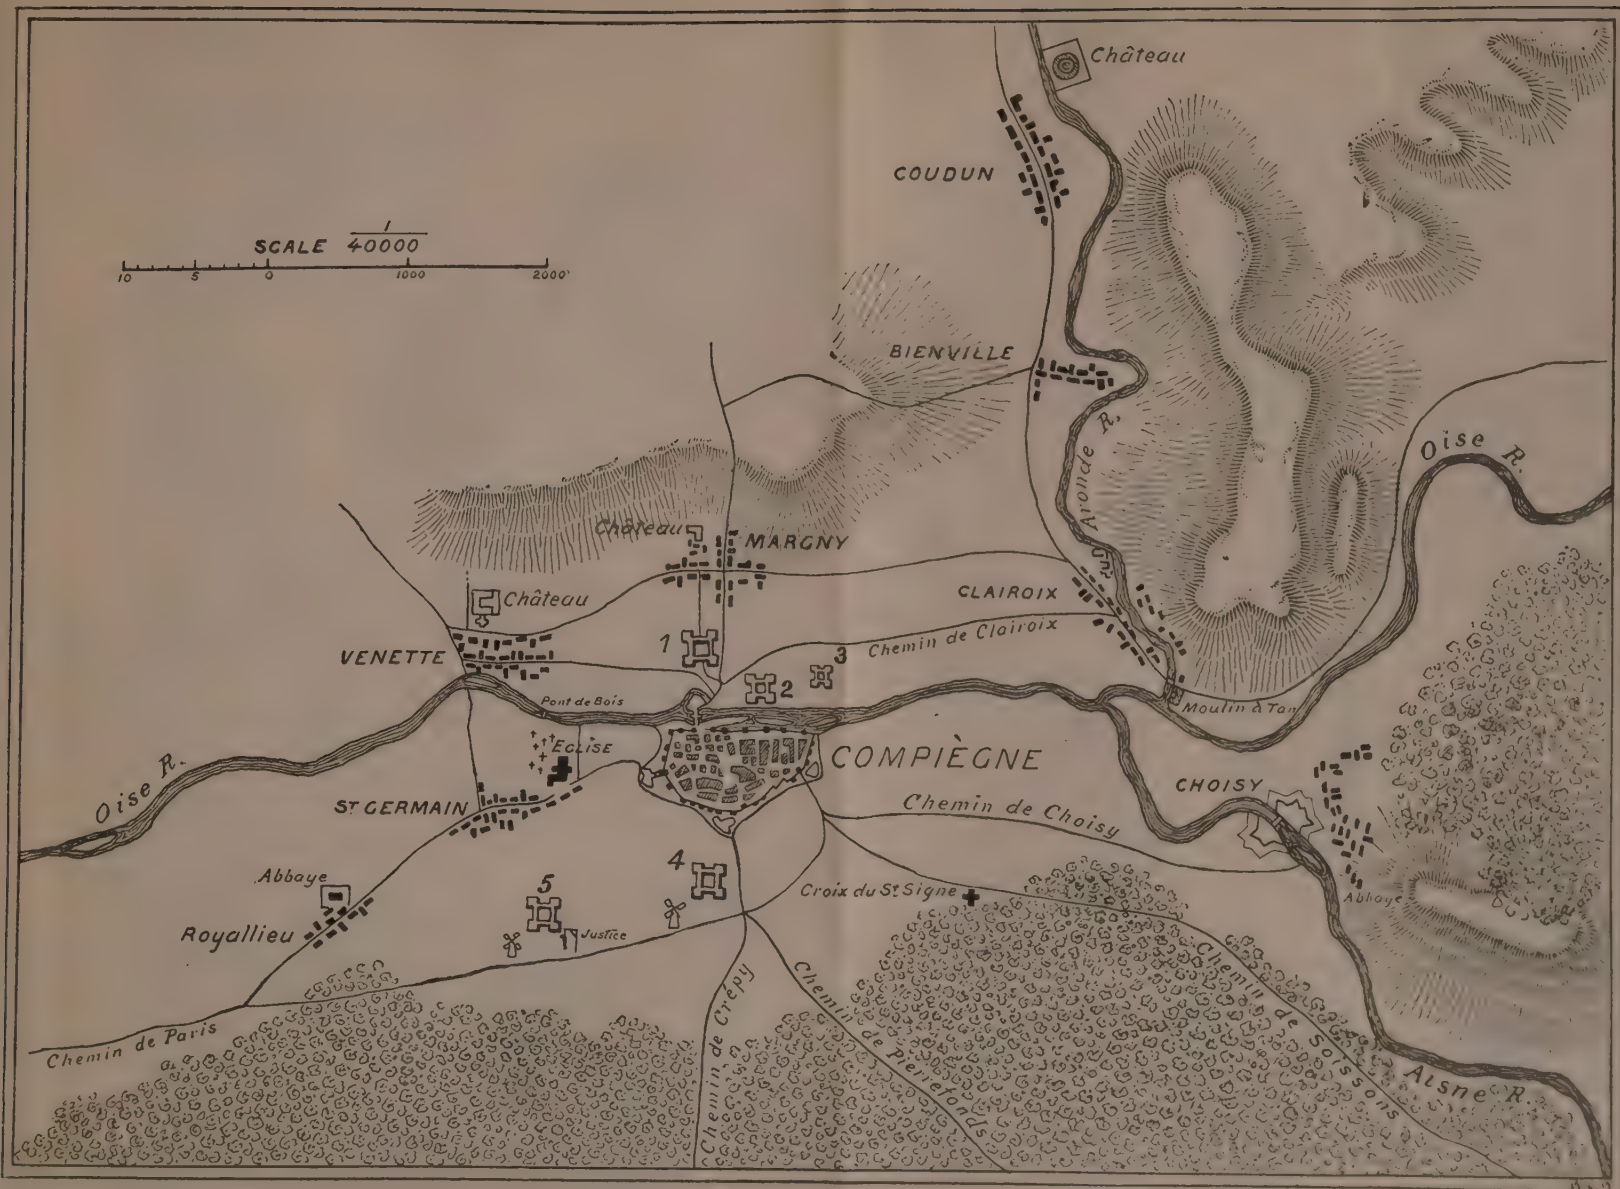 Château
COUDUN
SCALE 1/40000
10 5 0 1000 2000'
BIENVILLE
Aronde R.
Oise R.
Château
MARGNY
Château
CLAIROIX
Chemin de Clairoix
VENETTE
1
2
3
Pont de Bois
Moulin à Tan
EGLISE
COMPIÈGNE
Oise R.
ST GERMAIN
CHOISY
Chemin de Choisy
4
5
Abbaye
Croix du St Signe
Abbaye
Royallieu
Justice
Chemin de Paris
Chemin de Crépy
Chemin de Pierrefonds
Chemin de Soissons
Aisne R.